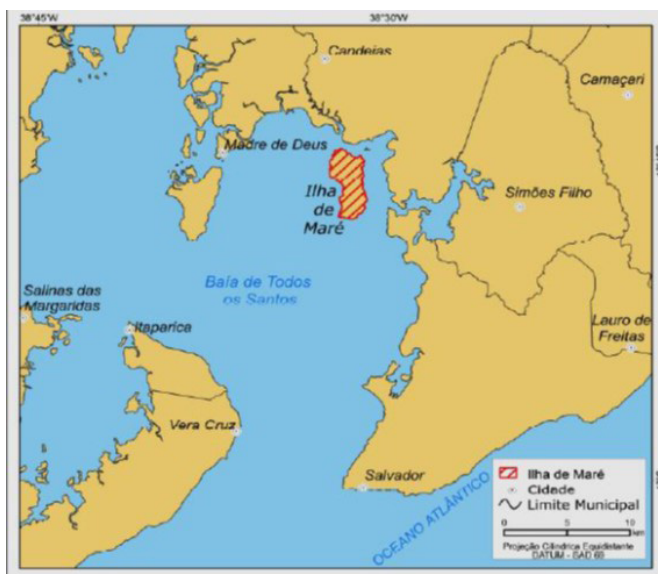 38°45'W
38°30'W
Candeias
Camaçari
Madre de Deus
Ilha
de
Maré
Simões Filho
Baía de Todos
os Santos
Salinas das
Margaridas
Itaparica
Lauro de
Freitas
Vera Cruz
Salvador
OCEANO ATLÂNTICO
Ilha de Maré
Cidade
Limite Municipal
0 5 10
km
Projeção Cilíndrica Equidistante
DATUM - SAD 69